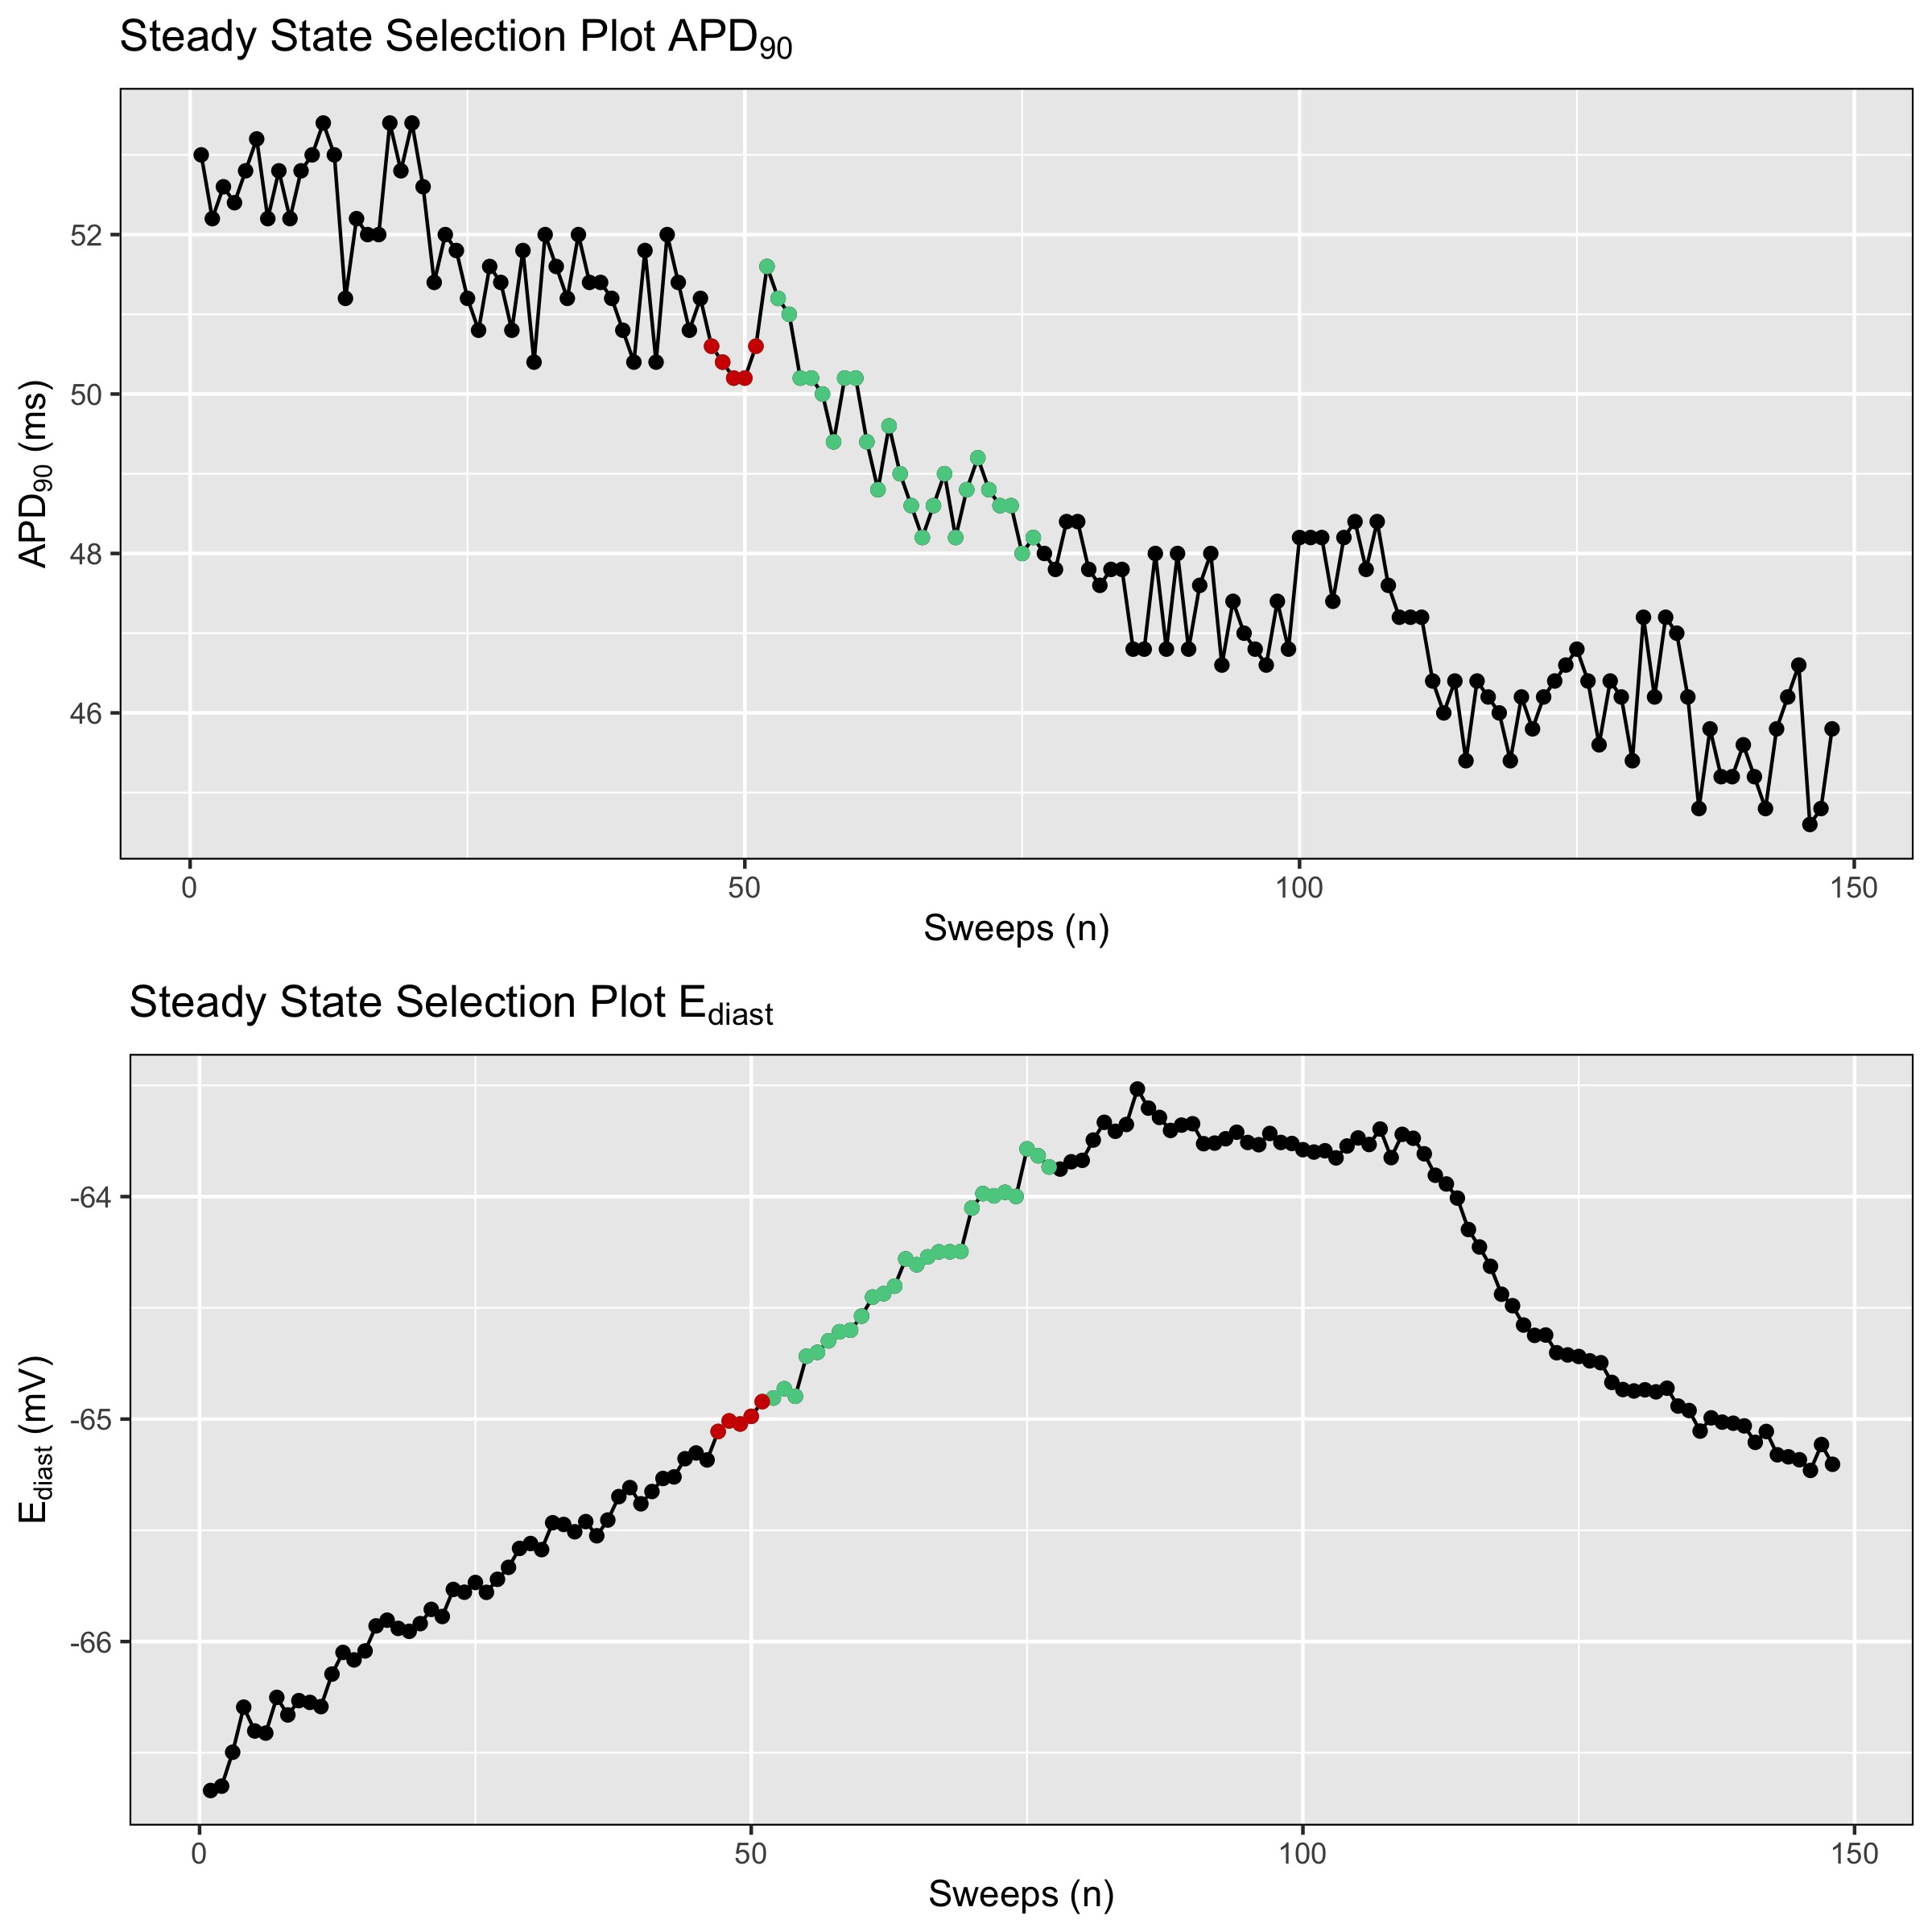 Steady State Selection Plot APD90
52
50
48
46
APD90 (ms)
0 50 100 150
Sweeps (n)
Steady State Selection Plot Ediast
-64
-65
-66
Ediast (mV)
0 50 100 150
Sweeps (n)